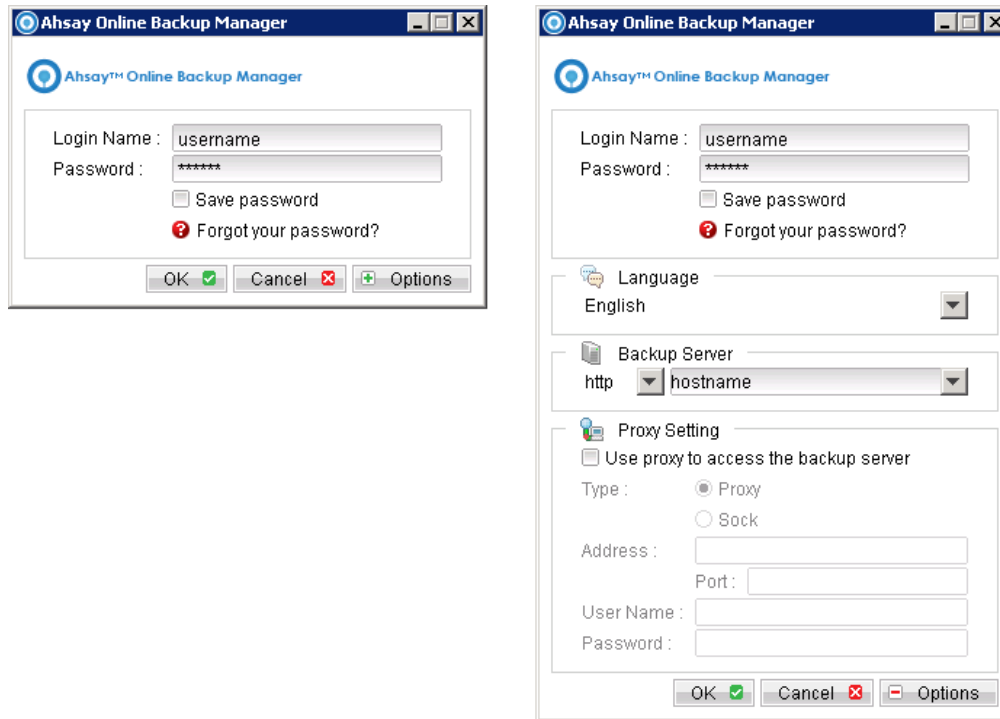 Ahsay Online Backup Manager
Ahsay™ Online Backup Manager
Login Name : username
Password : ******
Save password
Forgot your password?
OK Cancel Options
Ahsay Online Backup Manager
Ahsay™ Online Backup Manager
Login Name : username
Password : ******
Save password
Forgot your password?
Language
English
Backup Server
http hostname
Proxy Setting
Use proxy to access the backup server
Type : Proxy
Sock
Address :
Port :
User Name :
Password :
OK Cancel Options